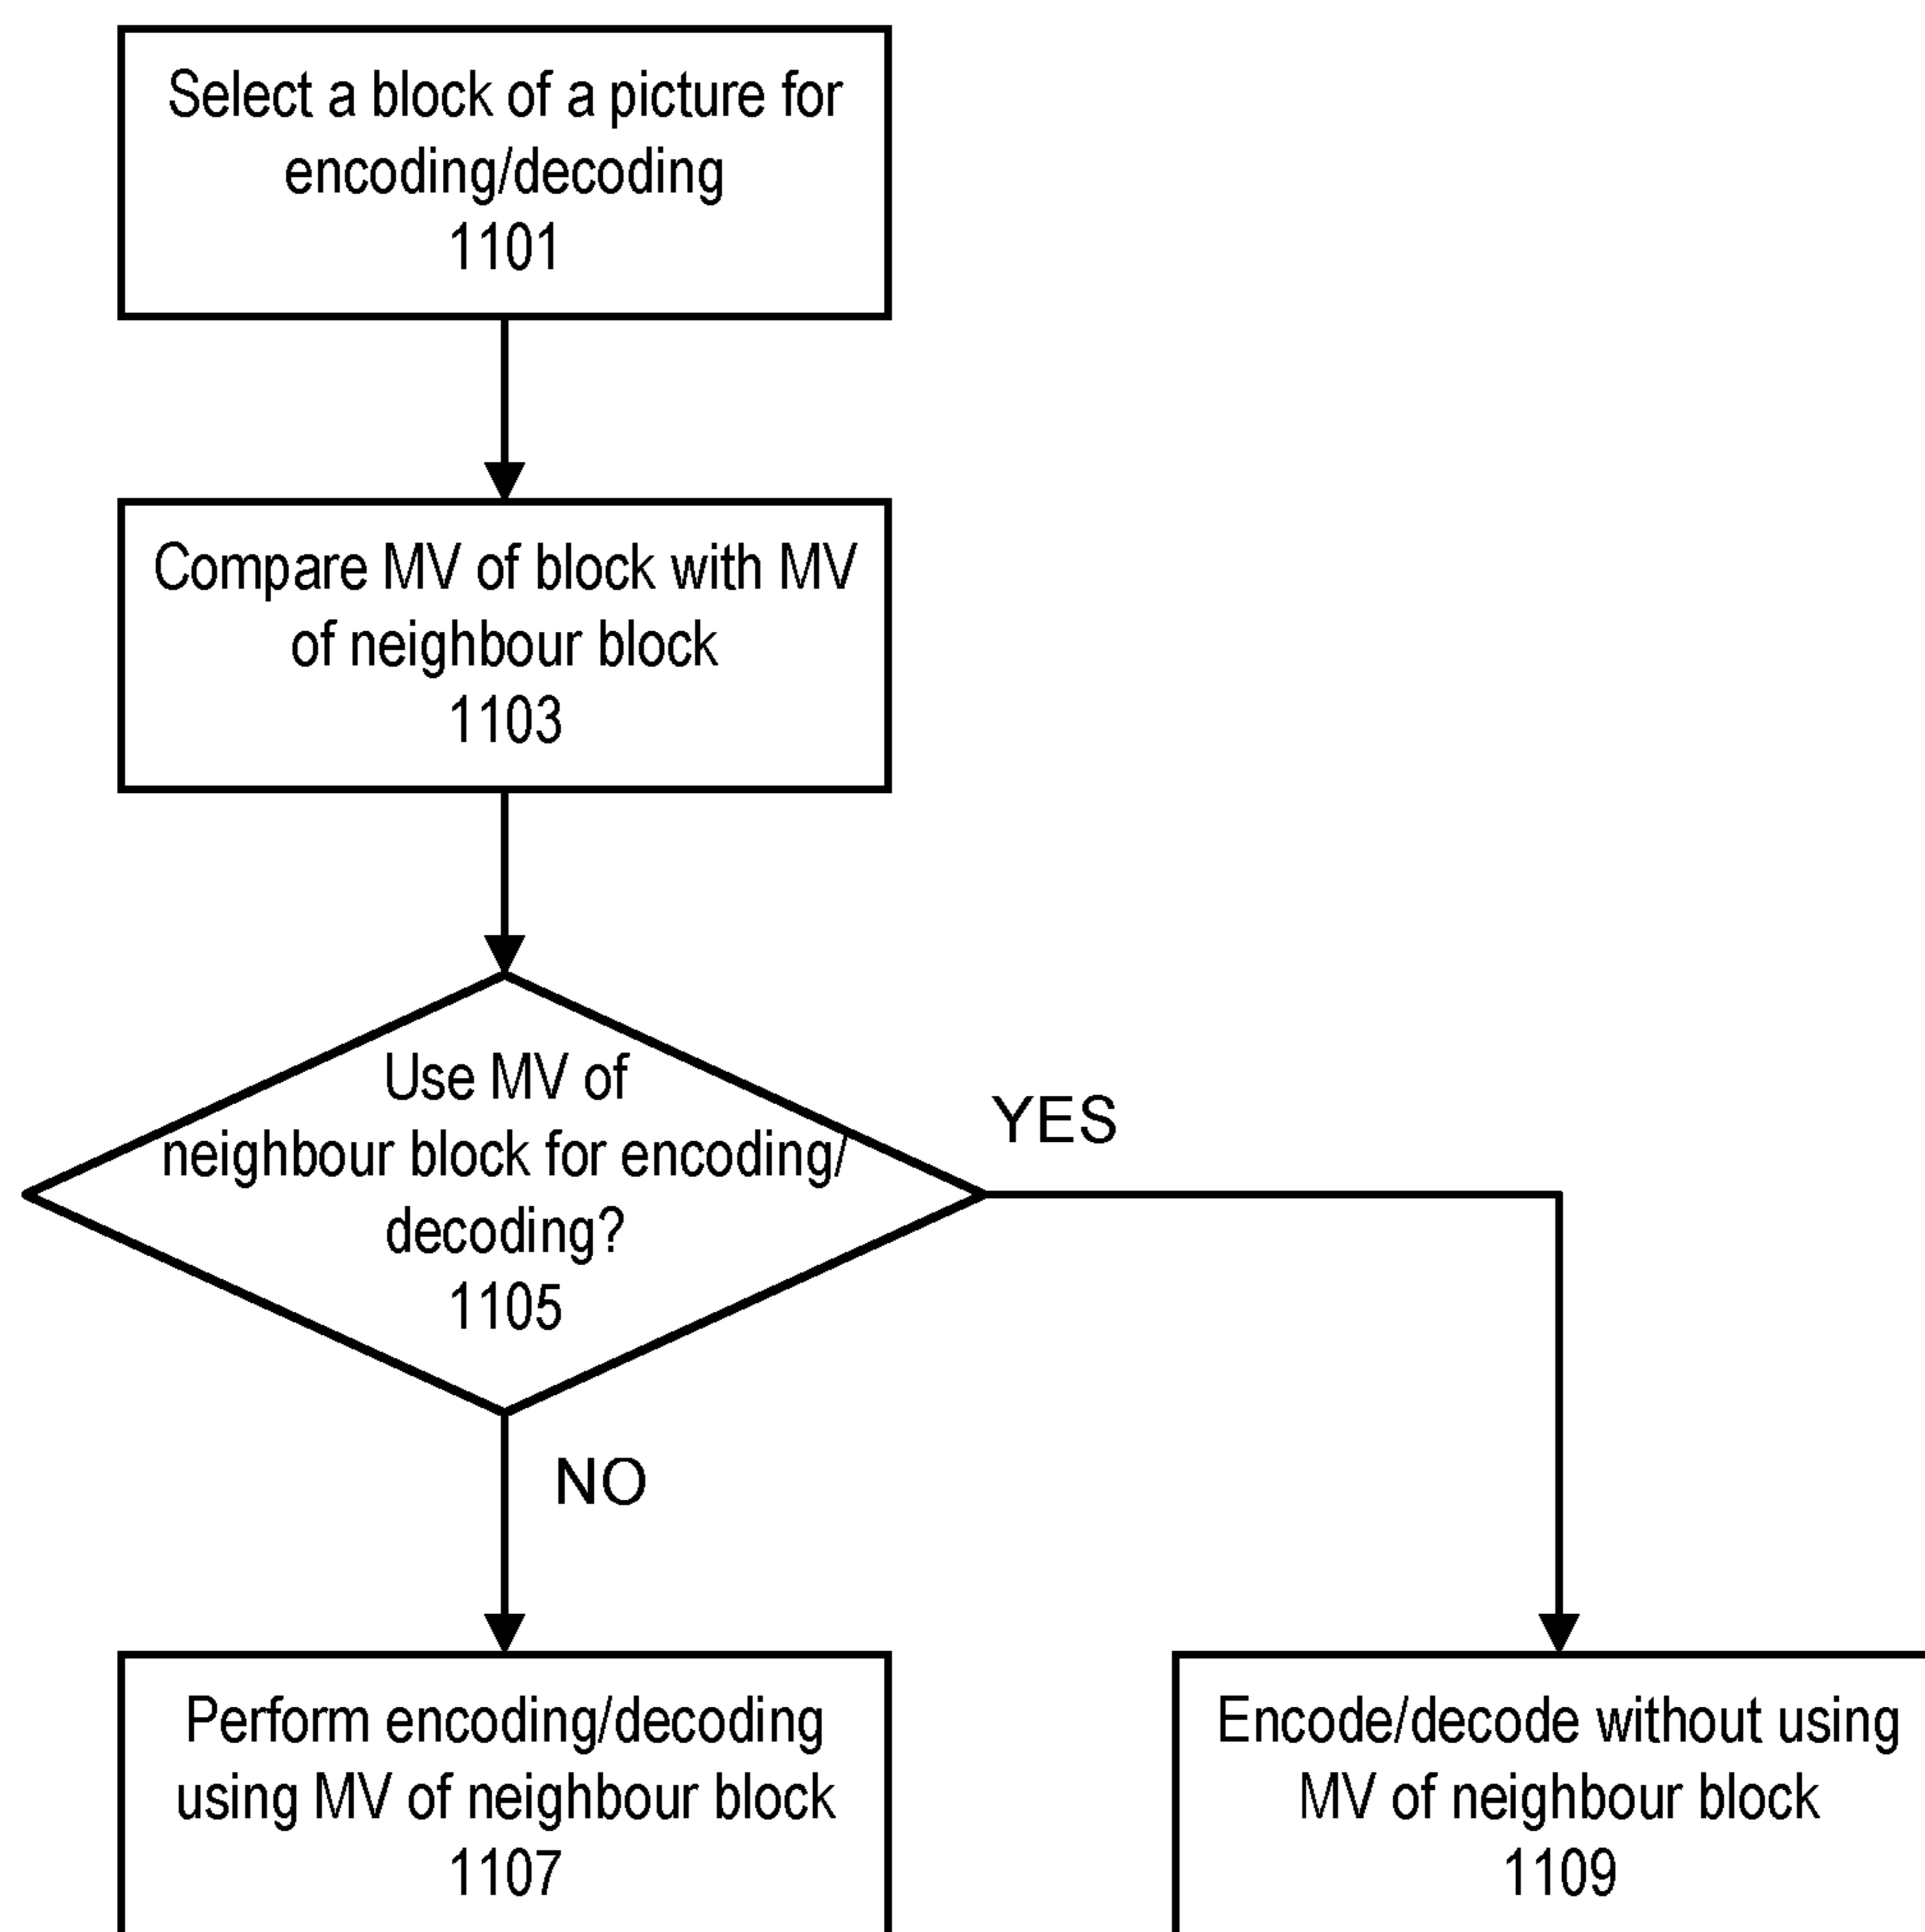 Select a block of a picture for
encoding/decoding
1101
Compare MV of block with MV
of neighbour block
1103
Use MV of
neighbour block for encoding/
decoding?
1105
YES
NO
Perform encoding/decoding
using MV of neighbour block
1107
Encode/decode without using
MV of neighbour block
1109